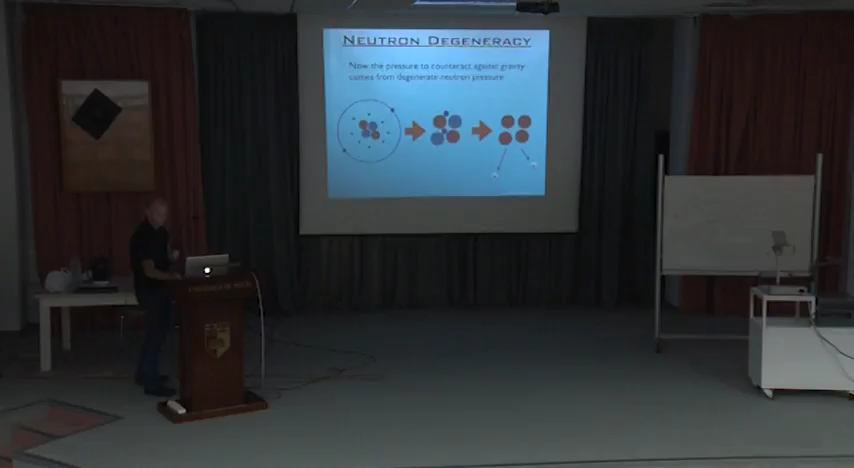 NEUTRON DEGENERACY
Now the pressure to counteract against gravity
comes from degenerate neutron pressure